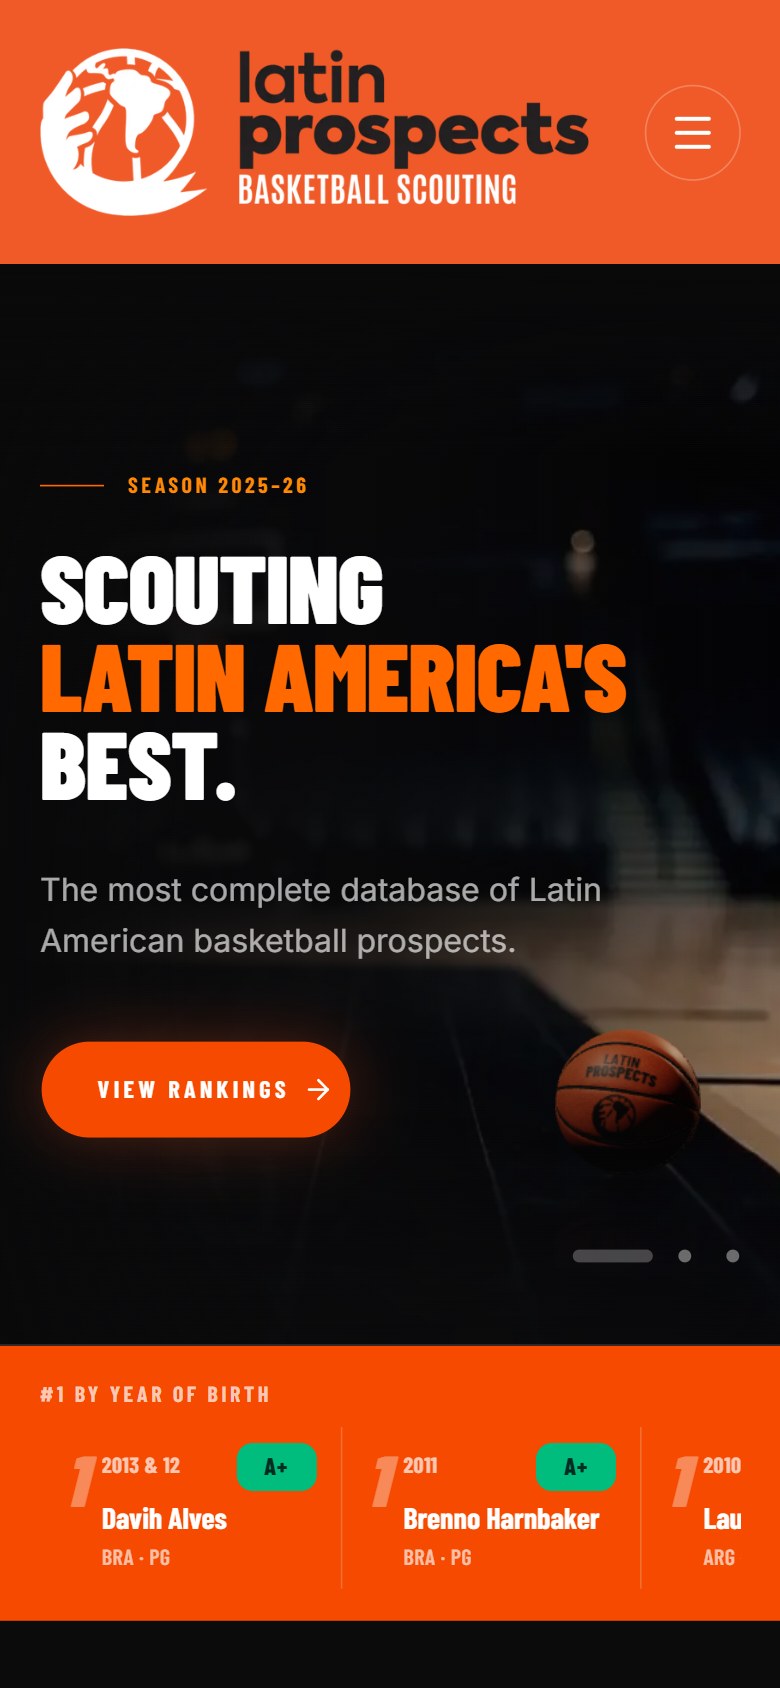 latin
prospects
BASKETBALL SCOUTING
SEASON 2025-26
SCOUTING
LATIN AMERICA'S
BEST.
The most complete database of Latin
American basketball prospects.
VIEW RANKINGS
LATIN
PROSPECTS
#1 BY YEAR OF BIRTH
1 2013 & 12 A+
Davih Alves
BRA · PG
1 2011 A+
Brenno Harnbaker
BRA · PG
1 2010
Lau
ARG